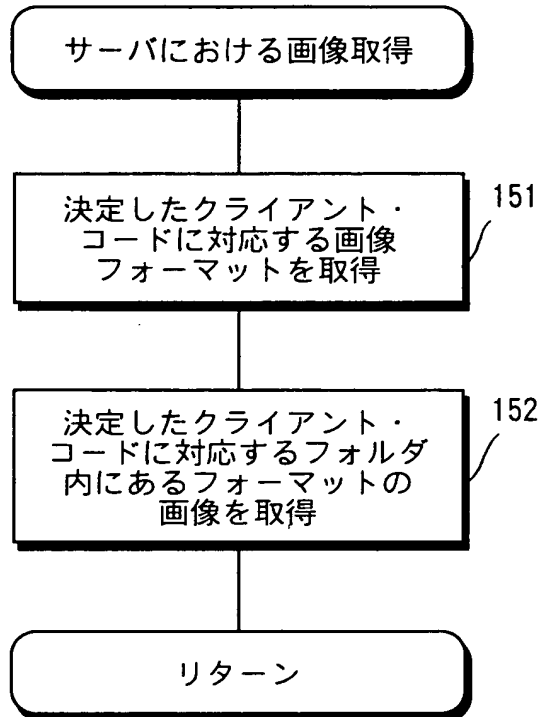 サーバにおける画像取得
決定したクライアント・
コードに対応する画像
フォーマットを取得
151
決定したクライアント・
コードに対応するフォルダ
内にあるフォーマットの
画像を取得
152
リターン